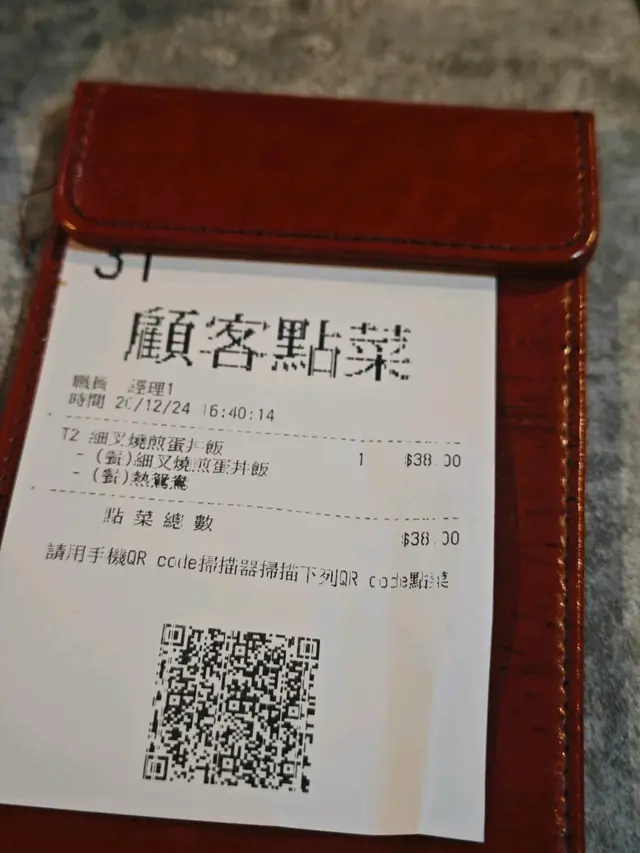 31
顧客點菜
職員 經理1
時間 20/12/24 16:40:14
T2 細叉燒煎蛋丼飯 1 $38.00
- (餐)細叉燒煎蛋丼飯
- (餐)熱鴛鴦
點菜總數 $38.00
請用手機QR code掃描器掃描下列QR code點菜